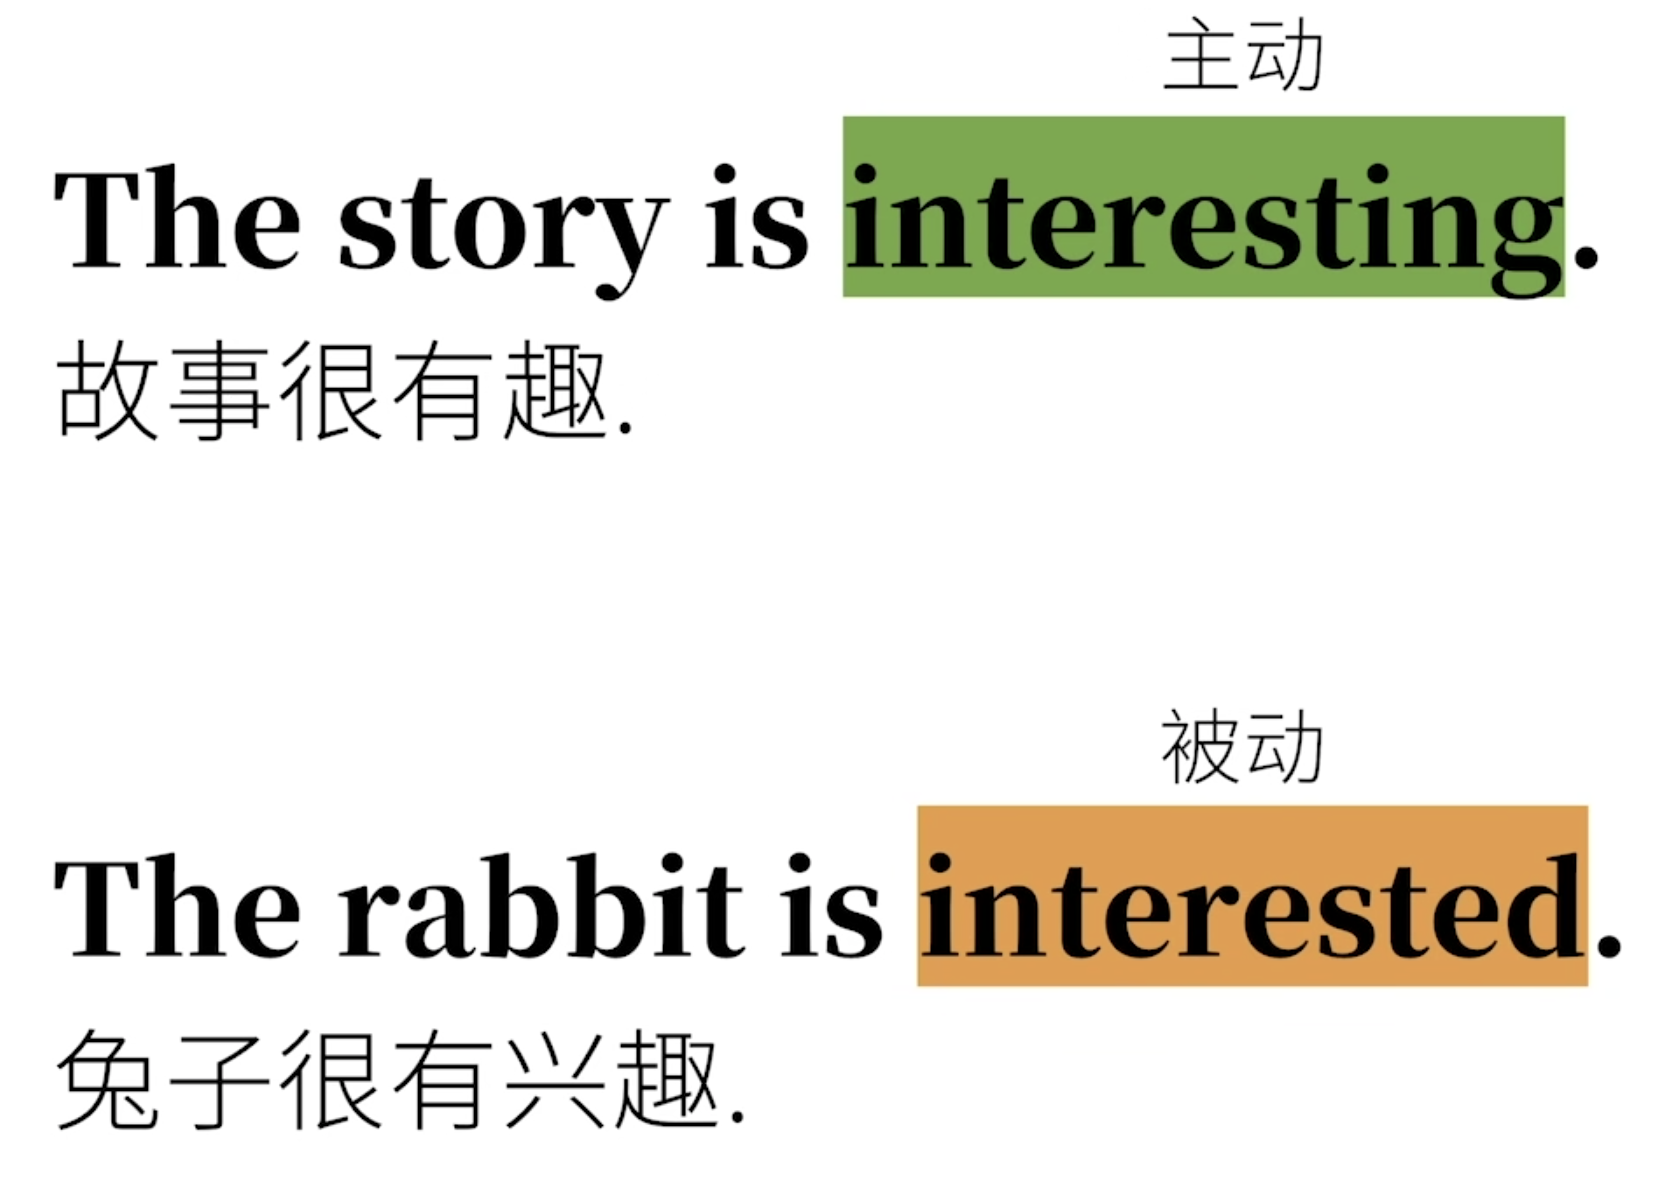 主动
The story is interesting.
故事很有趣.
被动
The rabbit is interested.
兔子很有兴趣.